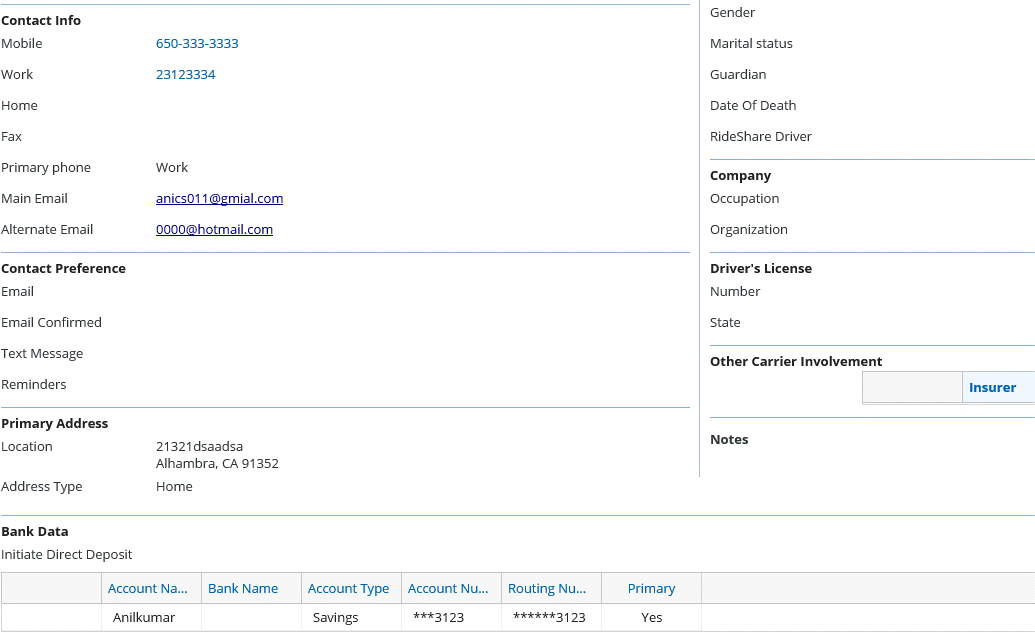 Contact Info
Mobile 650-333-3333
Work 23123334
Home
Fax
Primary phone Work
Main Email anics011@gmial.com
Alternate Email 0000@hotmail.com
Contact Preference
Email
Email Confirmed
Text Message
Reminders
Primary Address
Location 21321dsaadsa
Alhambra, CA 91352
Address Type Home
Gender
Marital status
Guardian
Date Of Death
RideShare Driver
Company
Occupation
Organization
Driver's License
Number
State
Other Carrier Involvement
Insurer
Notes
Bank Data
Initiate Direct Deposit
Account Na... Bank Name Account Type Account Nu... Routing Nu... Primary
Anilkumar Savings ***3123 ******3123 Yes